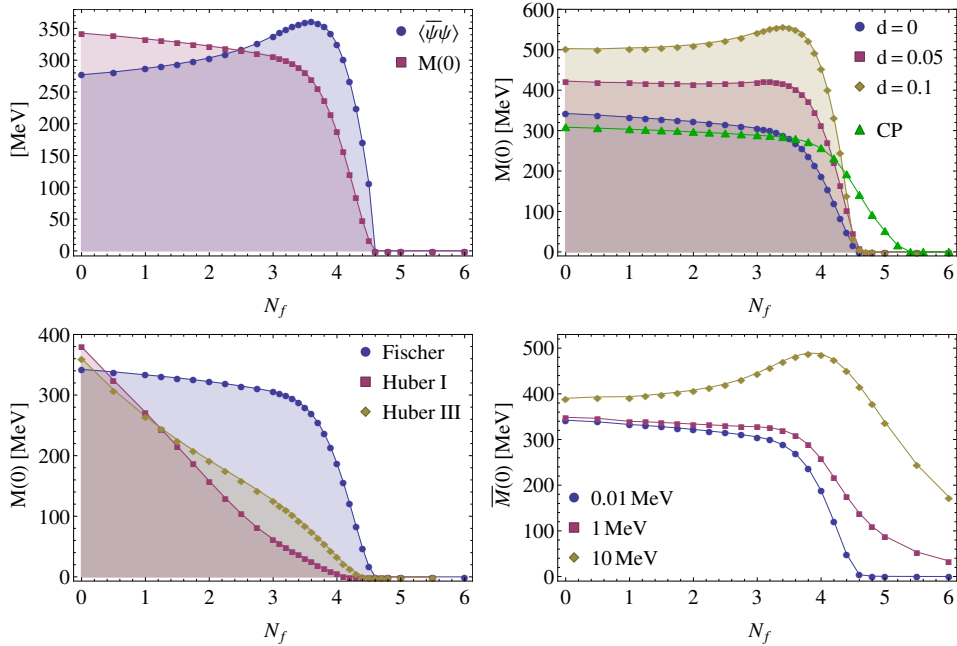 [MeV]
350
300
250
200
150
100
50
0
⟨ψ̄ψ⟩
M(0)
0 1 2 3 4 5 6
N_f
M(0) [MeV]
600
500
400
300
200
100
0
d = 0
d = 0.05
d = 0.1
CP
0 1 2 3 4 5 6
N_f
M(0) [MeV]
400
300
200
100
0
Fischer
Huber I
Huber III
0 1 2 3 4 5 6
N_f
M̄(0) [MeV]
500
400
300
200
100
0
0.01 MeV
1 MeV
10 MeV
0 1 2 3 4 5 6
N_f